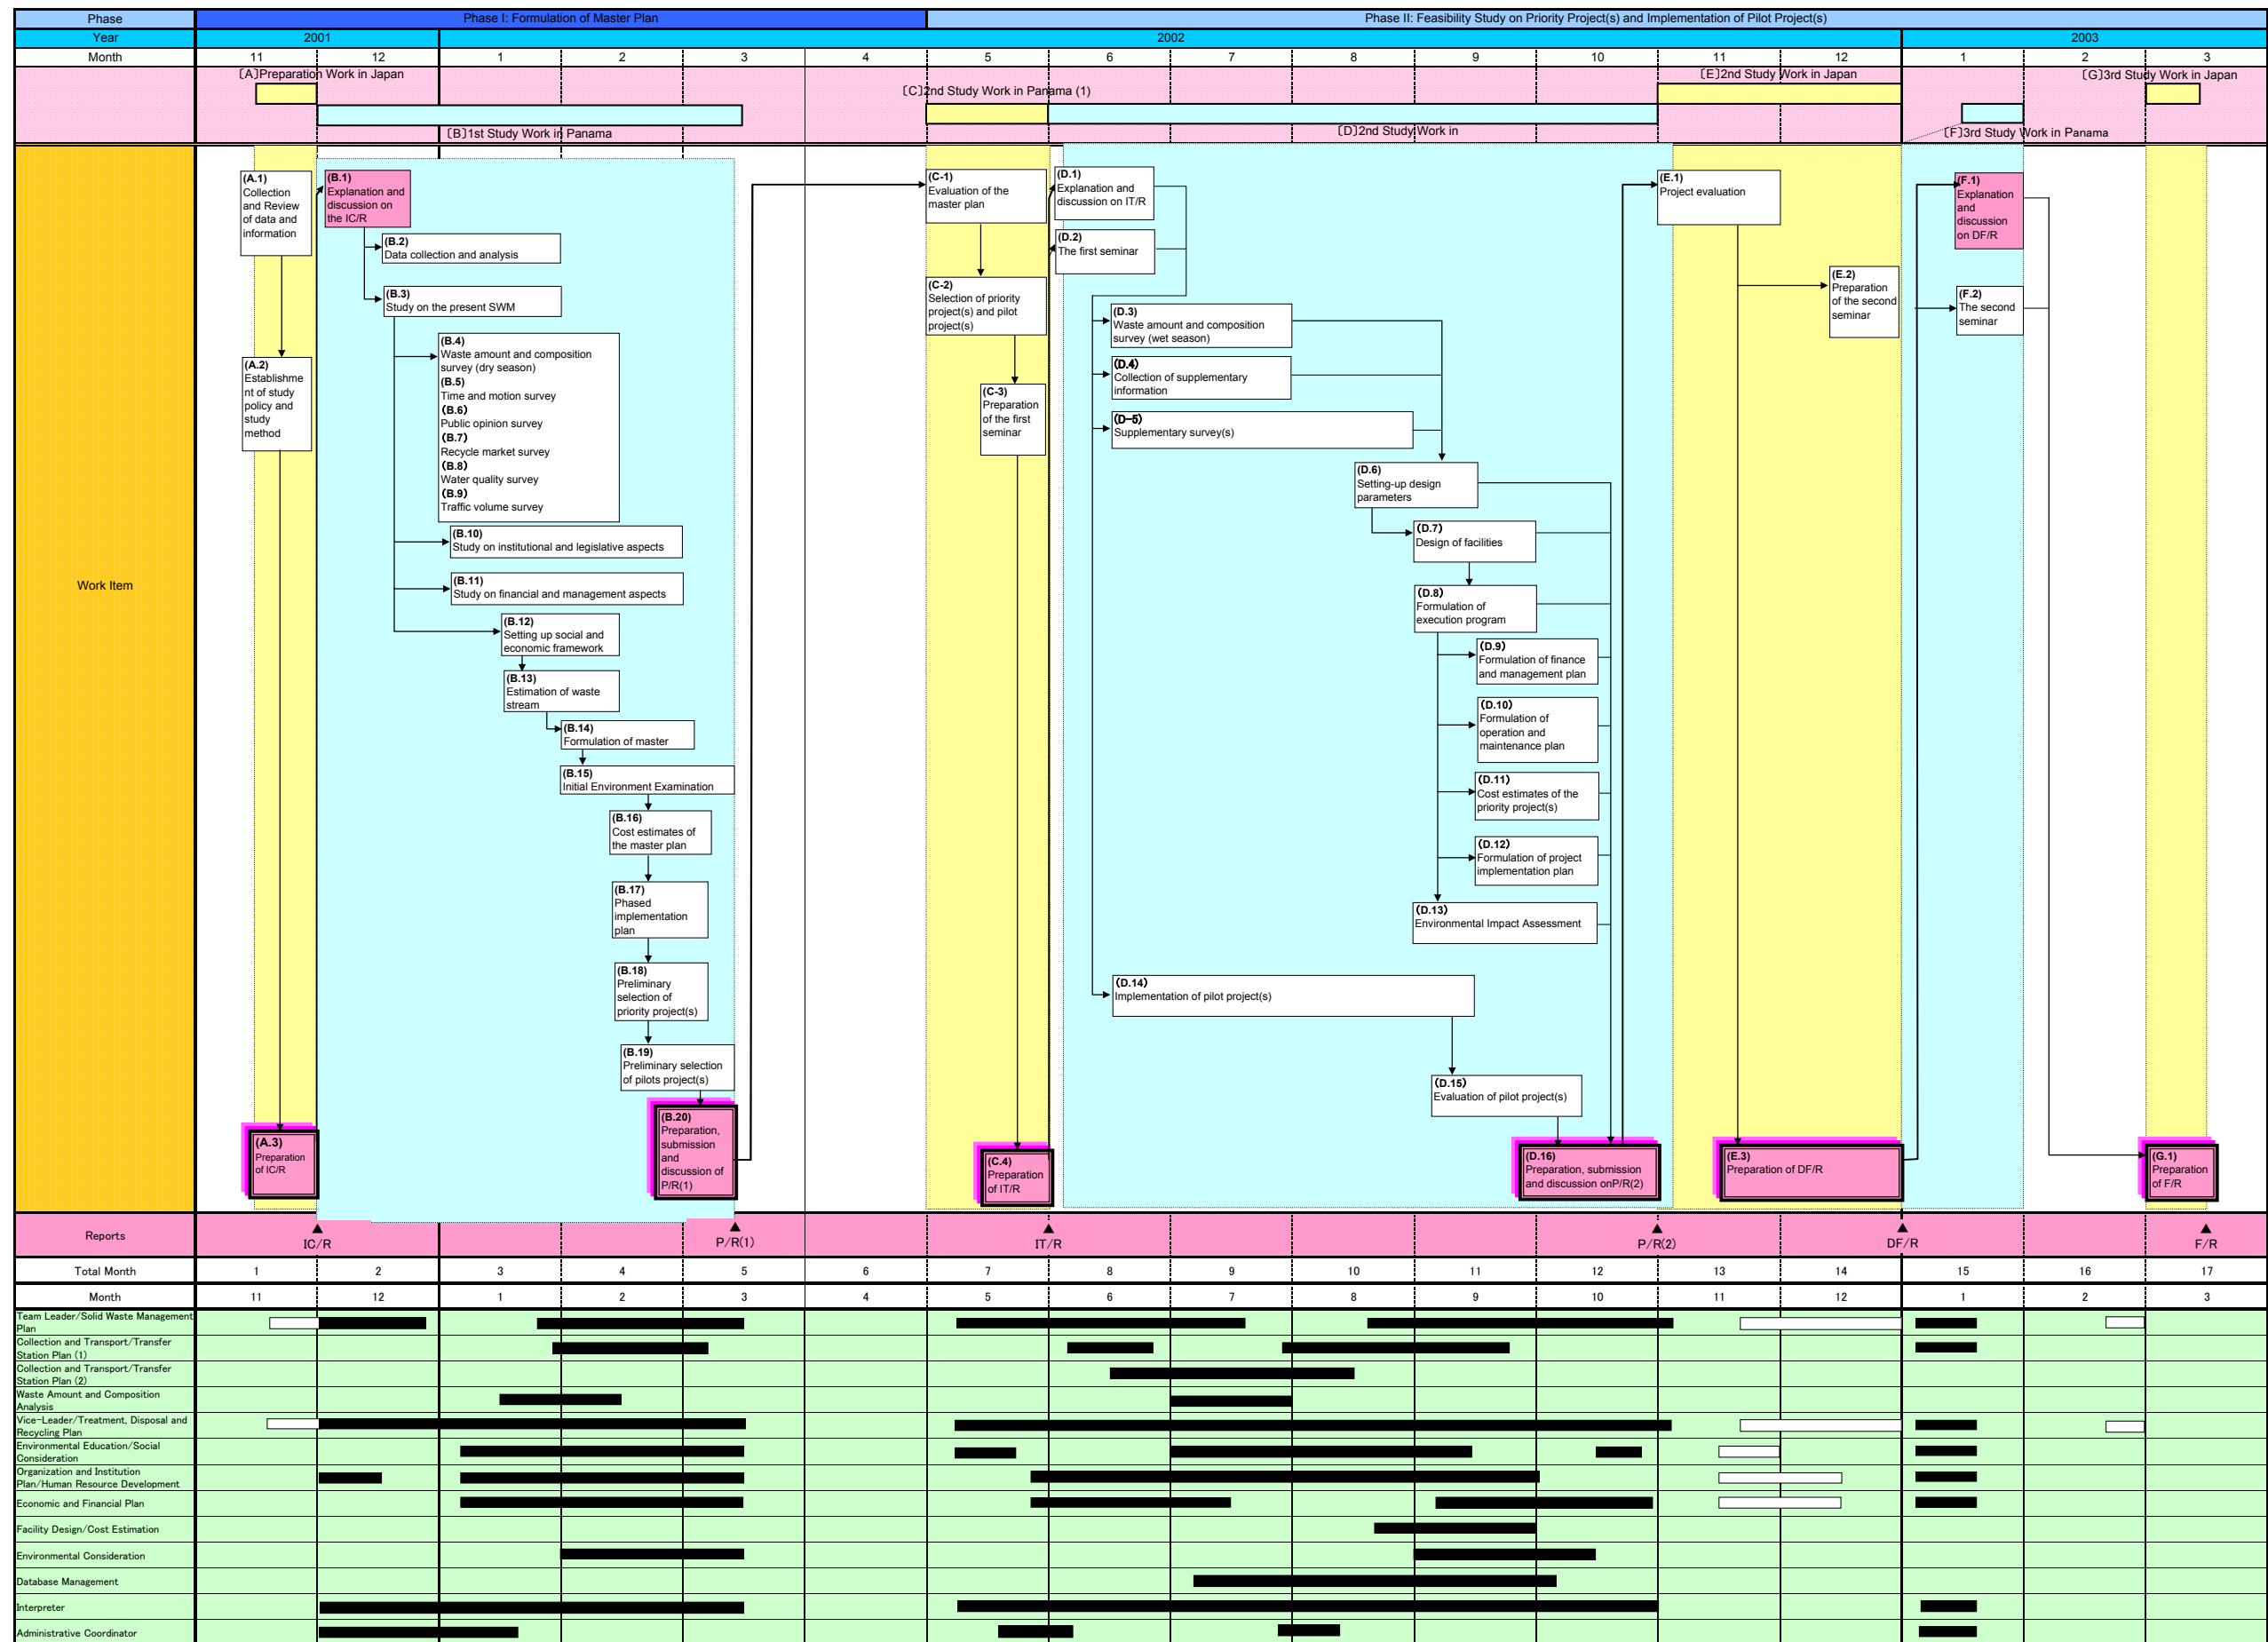 Phase
Phase I: Formulation of Master Plan
Phase II: Feasibility Study on Priority Project(s) and Implementation of Pilot Project(s)
Year
2001
2002
2003
Month
11
12
1
2
3
4
5
6
7
8
9
10
11
12
1
2
3
〔A〕Preparation Work in Japan
〔B〕1st Study Work in Panama
〔C〕2nd Study Work in Panama (1)
〔D〕2nd Study Work in
〔E〕2nd Study Work in Japan
〔F〕3rd Study Work in Panama
〔G〕3rd Study Work in Japan
Work Item
(A.1)
Collection
and Review
of data and
information
(A.2)
Establishme
nt of study
policy and
study
method
(A.3)
Preparation
of IC/R
(B.1)
Explanation and
discussion on
the IC/R
(B.2)
Data collection and analysis
(B.3)
Study on the present SWM
(B.4)
Waste amount and composition
survey (dry season)
(B.5)
Time and motion survey
(B.6)
Public opinion survey
(B.7)
Recycle market survey
(B.8)
Water quality survey
(B.9)
Traffic volume survey
(B.10)
Study on institutional and legislative aspects
(B.11)
Study on financial and management aspects
(B.12)
Setting up social and
economic framework
(B.13)
Estimation of waste
stream
(B.14)
Formulation of master
(B.15)
Initial Environment Examination
(B.16)
Cost estimates of
the master plan
(B.17)
Phased
implementation
plan
(B.18)
Preliminary
selection of
priority project(s)
(B.19)
Preliminary selection
of pilots project(s)
(B.20)
Preparation,
submission
and
discussion of
P/R(1)
(C-1)
Evaluation of the
master plan
(C-2)
Selection of priority
project(s) and pilot
project(s)
(C-3)
Preparation
of the first
seminar
(C.4)
Preparation
of IT/R
(D.1)
Explanation and
discussion on IT/R
(D.2)
The first seminar
(D.3)
Waste amount and composition
survey (wet season)
(D.4)
Collection of supplementary
information
(D-5)
Supplementary survey(s)
(D.6)
Setting-up design
parameters
(D.7)
Design of facilities
(D.8)
Formulation of
execution program
(D.9)
Formulation of finance
and management plan
(D.10)
Formulation of
operation and
maintenance plan
(D.11)
Cost estimates of the
priority project(s)
(D.12)
Formulation of project
implementation plan
(D.13)
Environmental Impact Assessment
(D.14)
Implementation of pilot project(s)
(D.15)
Evaluation of pilot project(s)
(D.16)
Preparation, submission
and discussion onP/R(2)
(E.1)
Project evaluation
(E.2)
Preparation
of the second
seminar
(E.3)
Preparation of DF/R
(F.1)
Explanation
and
discussion
on DF/R
(F.2)
The second
seminar
(G.1)
Preparation
of F/R
Reports
▲
IC/R
▲
P/R(1)
▲
IT/R
▲
P/R(2)
▲
DF/R
▲
F/R
Total Month
1
2
3
4
5
6
7
8
9
10
11
12
13
14
15
16
17
Month
11
12
1
2
3
4
5
6
7
8
9
10
11
12
1
2
3
Team Leader/Solid Waste Management
Plan
Collection and Transport/Transfer
Station Plan (1)
Collection and Transport/Transfer
Station Plan (2)
Waste Amount and Composition
Analysis
Vice-Leader/Treatment, Disposal and
Recycling Plan
Environmental Education/Social
Consideration
Organization and Institution
Plan/Human Resource Development
Economic and Financial Plan
Facility Design/Cost Estimation
Environmental Consideration
Database Management
Interpreter
Administrative Coordinator